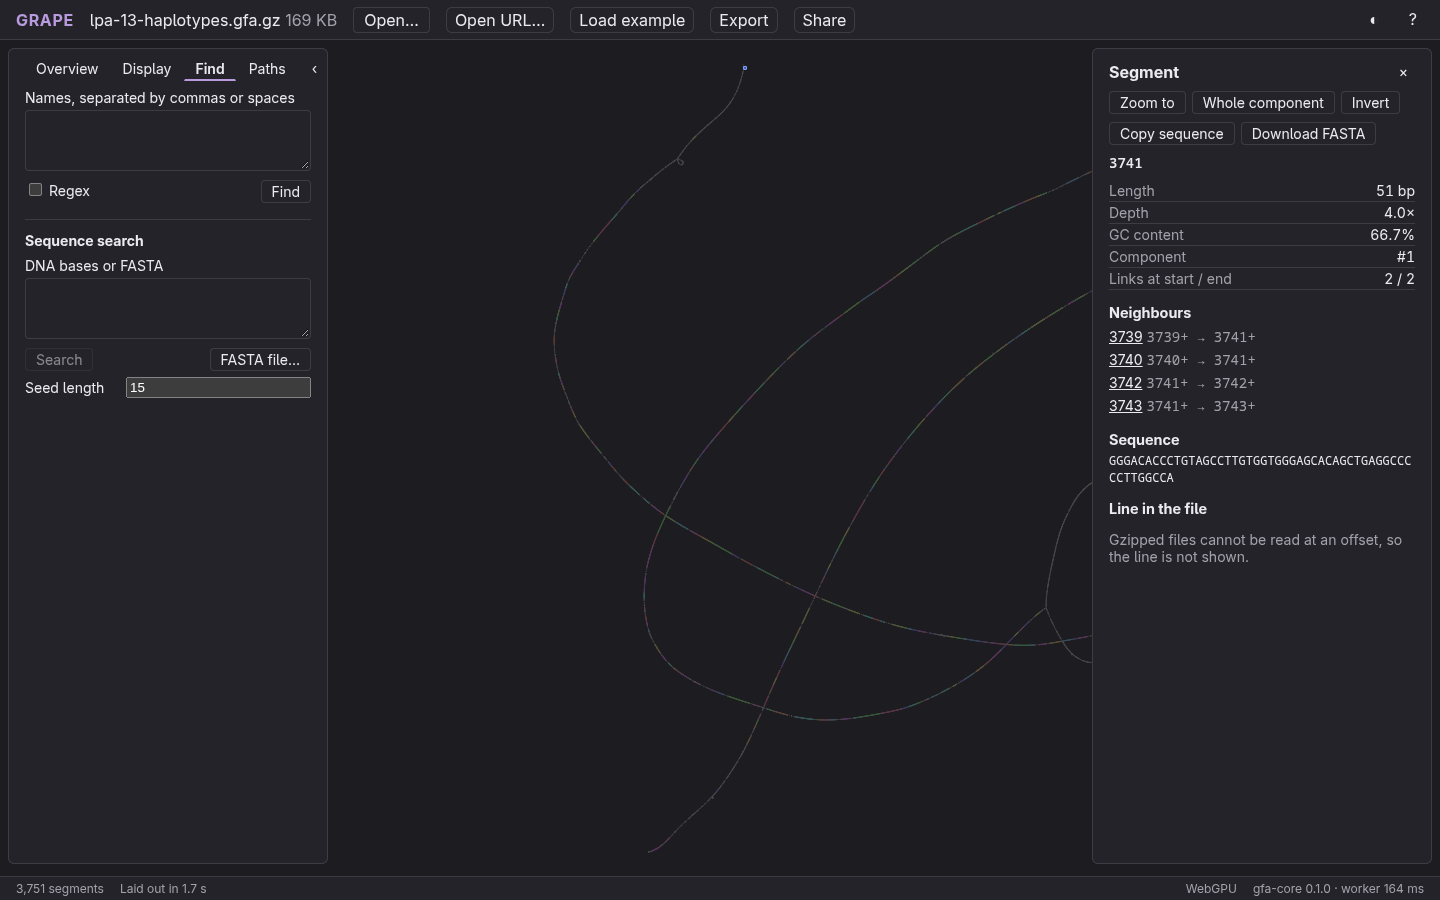 GRAPE lpa-13-haplotypes.gfa.gz 169 KB Open... Open URL... Load example Export Share ?
Overview Display Find Paths ‹
Names, separated by commas or spaces
Regex Find
Sequence search
DNA bases or FASTA
Search FASTA file...
Seed length 15
Segment ×
Zoom to Whole component Invert
Copy sequence Download FASTA
3741
Length 51 bp
Depth 4.0×
GC content 66.7%
Component #1
Links at start / end 2 / 2
Neighbours
3739 3739+ → 3741+
3740 3740+ → 3741+
3742 3741+ → 3742+
3743 3741+ → 3743+
Sequence
GGGACACCCTGTAGCCTTGTGGTGGGAGCACAGCTGAGGCCC
CCTTGGCCA
Line in the file
Gzipped files cannot be read at an offset, so
the line is not shown.
3,751 segments Laid out in 1.7 s WebGPU gfa-core 0.1.0 · worker 164 ms